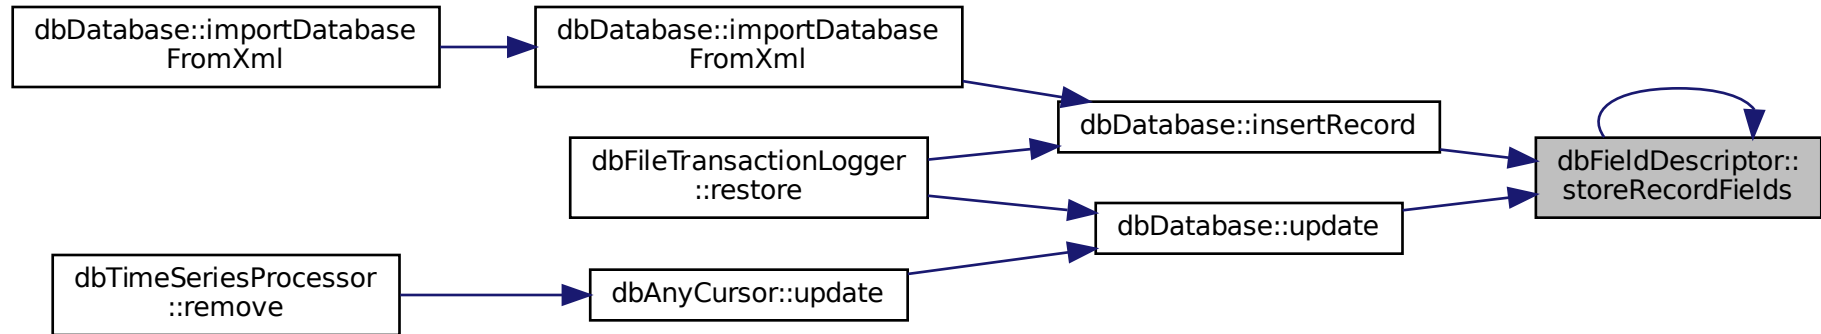 dbDatabase::importDatabase
FromXml
dbDatabase::importDatabase
FromXml
dbDatabase::insertRecord
dbFileTransactionLogger
::restore
dbFieldDescriptor::
storeRecordFields
dbDatabase::update
dbTimeSeriesProcessor
::remove
dbAnyCursor::update